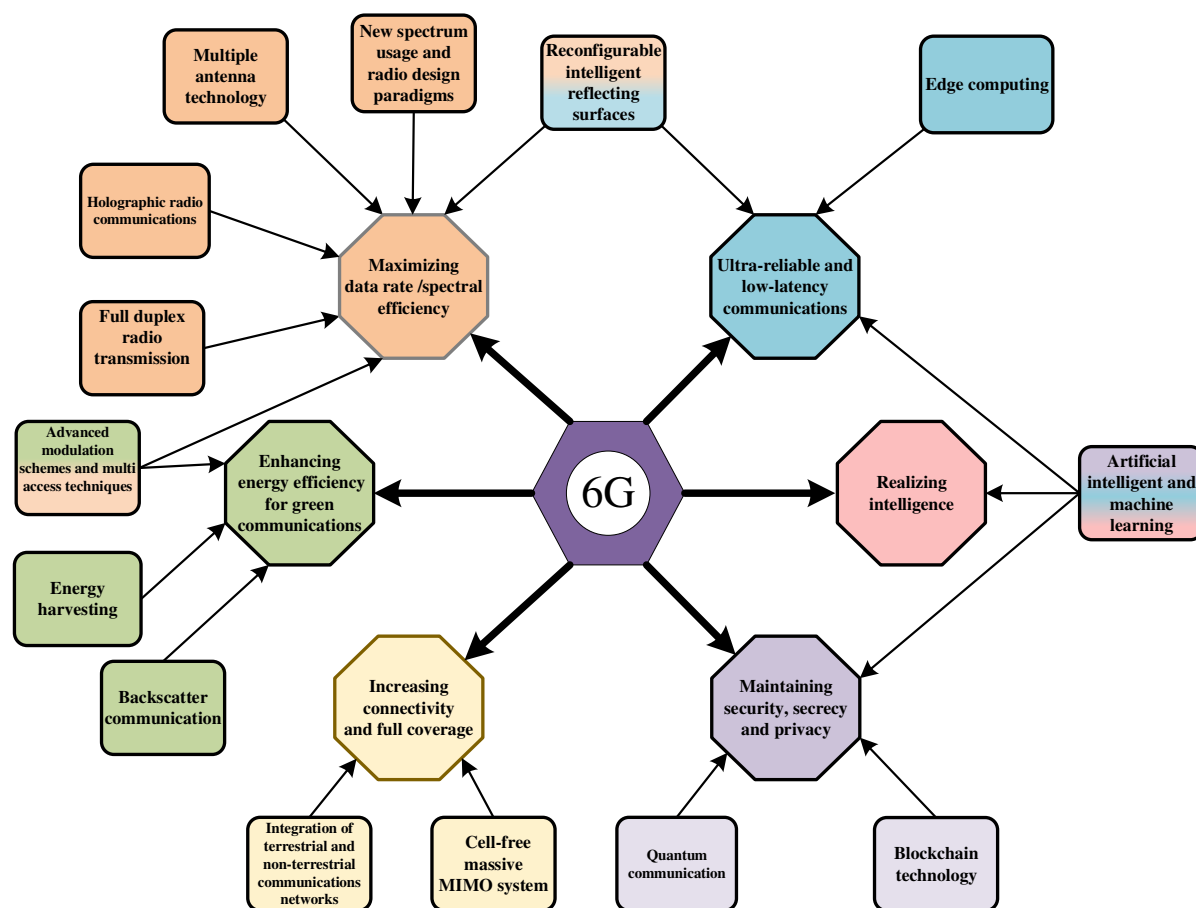 Multiple
antenna
technology
New spectrum
usage and
radio design
paradigms
Reconfigurable
intelligent
reflecting
surfaces
Edge computing
Holographic radio
communications
Maximizing
data rate /spectral
efficiency
Ultra-reliable and
low-latency
communications
Full duplex
radio
transmission
Advanced
modulation
schemes and multi
access techniques
Enhancing
energy efficiency
for green
communications
6G
Realizing
intelligence
Artificial
intelligent and
machine
learning
Energy
harvesting
Backscatter
communication
Increasing
connectivity
and full coverage
Maintaining
security, secrecy
and privacy
Integration of
terrestrial and
non-terrestrial
communications
networks
Cell-free
massive
MIMO system
Quantum
communication
Blockchain
technology